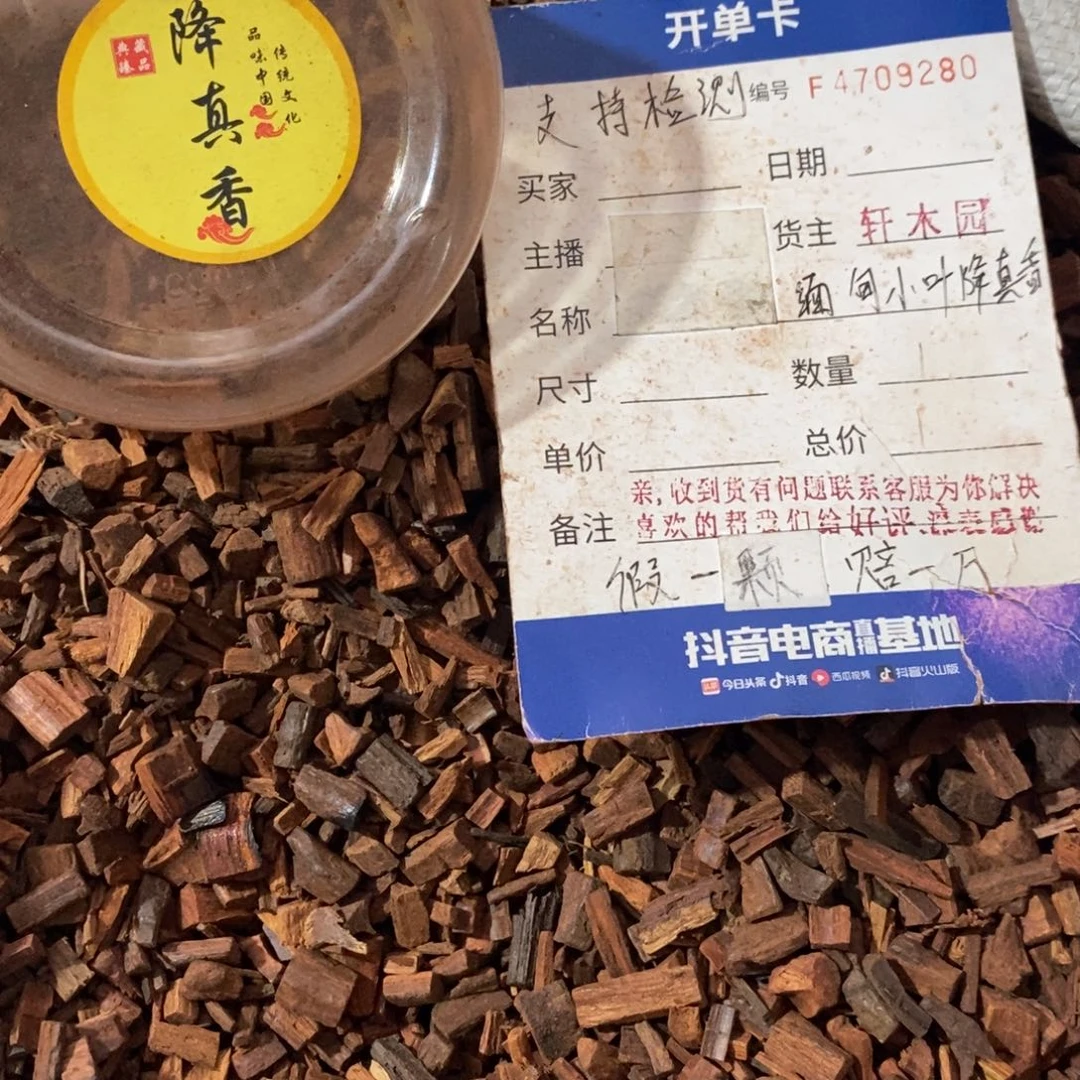 降真香
品味中国
传统文化
典藏
臻品
开单卡
支持检测
编号 F4709280
买家
日期
主播
货主 轩木园
名称
缅甸小叶降真香
尺寸
数量
单价
总价
亲,收到货有问题联系客服为你解决
备注 喜欢的帮我们给好评
假一颗赔一万
抖音电商直播基地
头条 今日头条 抖音 西瓜视频 抖音火山版